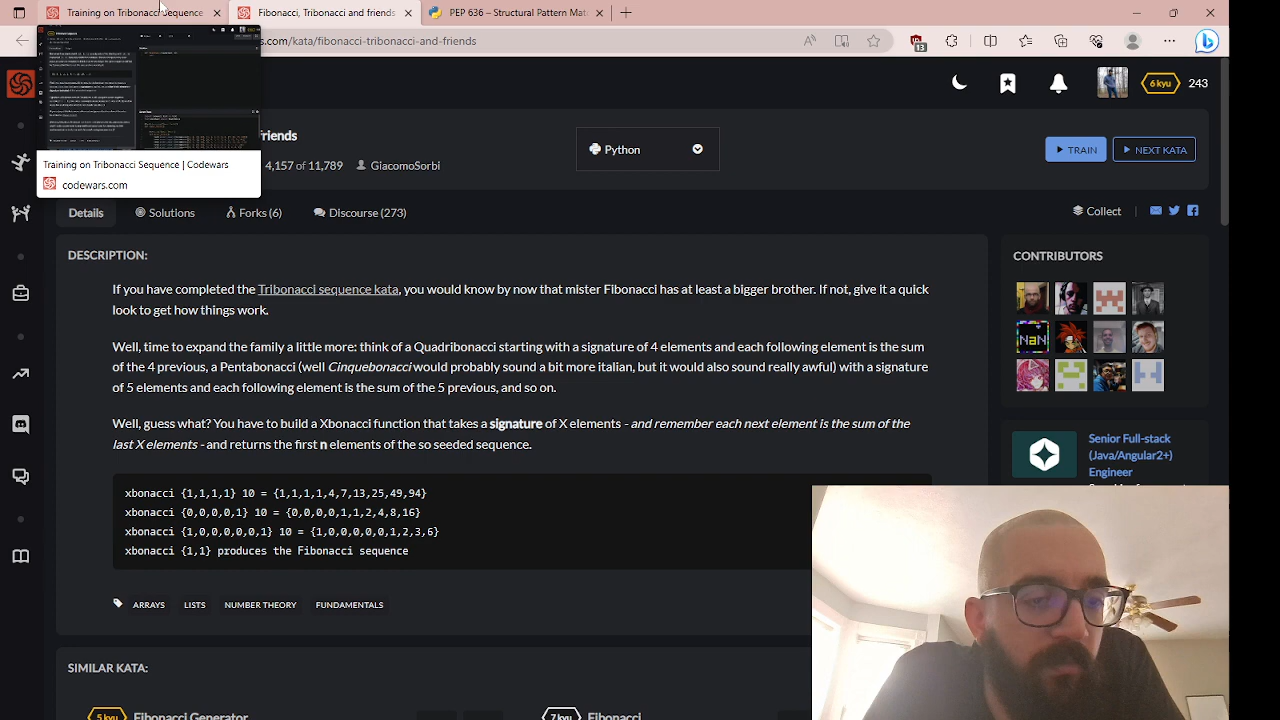 Training on Tribonacci Sequence
Fibonacci, Tribonacci and friends
PEP 635 – Structural Pattern Ma
13
6 kyu
243
Training on Tribonacci Sequence | Codewars
codewars.com
riends
4,157 of 11,789
GiacomoSorbi
Python
TRAIN
NEXT KATA
Details
Solutions
Forks (6)
Discourse (273)
Collect
DESCRIPTION:
If you have completed the Tribonacci sequence kata, you would know by now that mister Fibonacci has at least a bigger brother. If not, give it a quick
look to get how things work.
Well, time to expand the family a little more: think of a Quadribonacci starting with a signature of 4 elements and each following element is the sum
of the 4 previous, a Pentabonacci (well Cinquebonacci would probably sound a bit more italian, but it would also sound really awful) with a signature
of 5 elements and each following element is the sum of the 5 previous, and so on.
Well, guess what? You have to build a Xbonacci function that takes a signature of X elements - and remember each next element is the sum of the
last X elements - and returns the first n elements of the so seeded sequence.
xbonacci {1,1,1,1} 10 = {1,1,1,1,4,7,13,25,49,94}
xbonacci {0,0,0,0,1} 10 = {0,0,0,0,1,1,2,4,8,16}
xbonacci {1,0,0,0,0,0,1} 10 = {1,0,0,0,0,0,1,2,3,6}
xbonacci {1,1} produces the Fibonacci sequence
ARRAYS
LISTS
NUMBER THEORY
FUNDAMENTALS
SIMILAR KATA:
5 kyu
Fibonacci Generator
7 kyu
Fibonacci
CONTRIBUTORS
NaN
Senior Full-stack
(Java/Angular2+)
Engineer